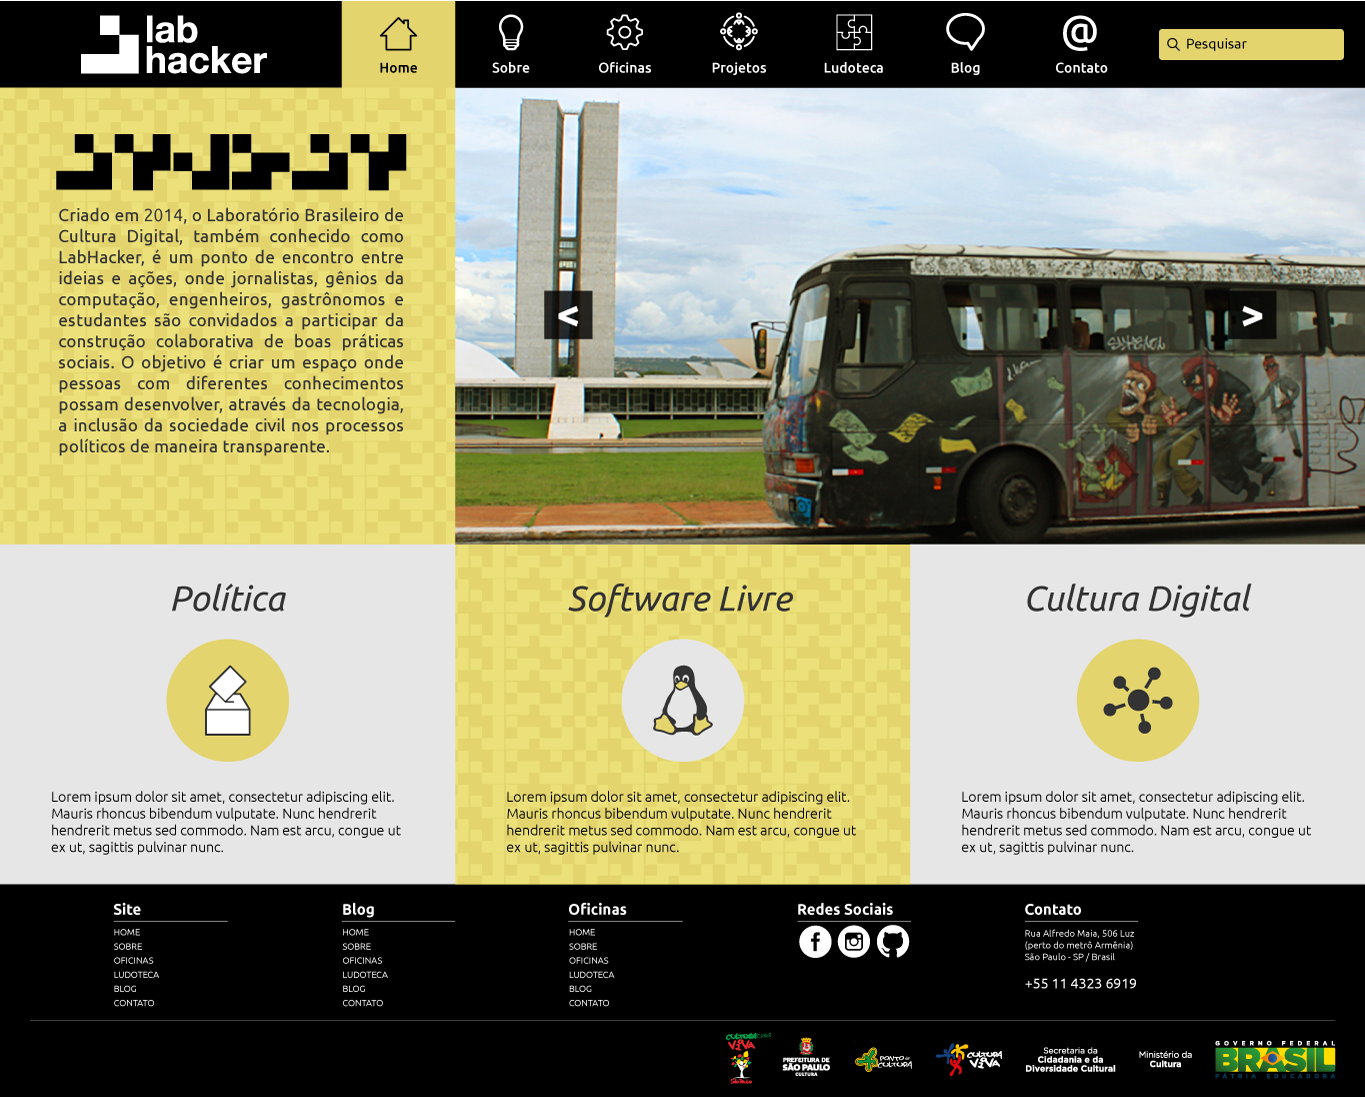 lab
hacker
Home
Sobre
Oficinas
Projetos
Ludoteca
Blog
@
Contato
Pesquisar
Criado em 2014, o Laboratório Brasileiro de
Cultura Digital, também conhecido como
LabHacker, é um ponto de encontro entre
ideias e ações, onde jornalistas, gênios da
computação, engenheiros, gastrônomos e
estudantes são convidados a participar da
construção colaborativa de boas práticas
sociais. O objetivo é criar um espaço onde
pessoas com diferentes conhecimentos
possam desenvolver, através da tecnologia,
a inclusão da sociedade civil nos processos
políticos de maneira transparente.
<
>
Política
Lorem ipsum dolor sit amet, consectetur adipiscing elit.
Mauris rhoncus bibendum vulputate. Nunc hendrerit
hendrerit metus sed commodo. Nam est arcu, congue ut
ex ut, sagittis pulvinar nunc.
Software Livre
Lorem ipsum dolor sit amet, consectetur adipiscing elit.
Mauris rhoncus bibendum vulputate. Nunc hendrerit
hendrerit metus sed commodo. Nam est arcu, congue ut
ex ut, sagittis pulvinar nunc.
Cultura Digital
Lorem ipsum dolor sit amet, consectetur adipiscing elit.
Mauris rhoncus bibendum vulputate. Nunc hendrerit
hendrerit metus sed commodo. Nam est arcu, congue ut
ex ut, sagittis pulvinar nunc.
Site
HOME
SOBRE
OFICINAS
LUDOTECA
BLOG
CONTATO
Blog
HOME
SOBRE
OFICINAS
LUDOTECA
BLOG
CONTATO
Oficinas
HOME
SOBRE
OFICINAS
LUDOTECA
BLOG
CONTATO
Redes Sociais
Contato
Rua Alfredo Maia, 506 Luz
(perto do metrô Armênia)
São Paulo - SP / Brasil
+55 11 4323 6919
CULTURA
VIVA
São Paulo
PREFEITURA DE
SÃO PAULO
CULTURA
PONTO DE
CULTURA
CULTURA
VIVA
Secretaria da
Cidadania e da
Diversidade Cultural
Ministério da
Cultura
GOVERNO FEDERAL
BRASIL
PÁTRIA EDUCADORA